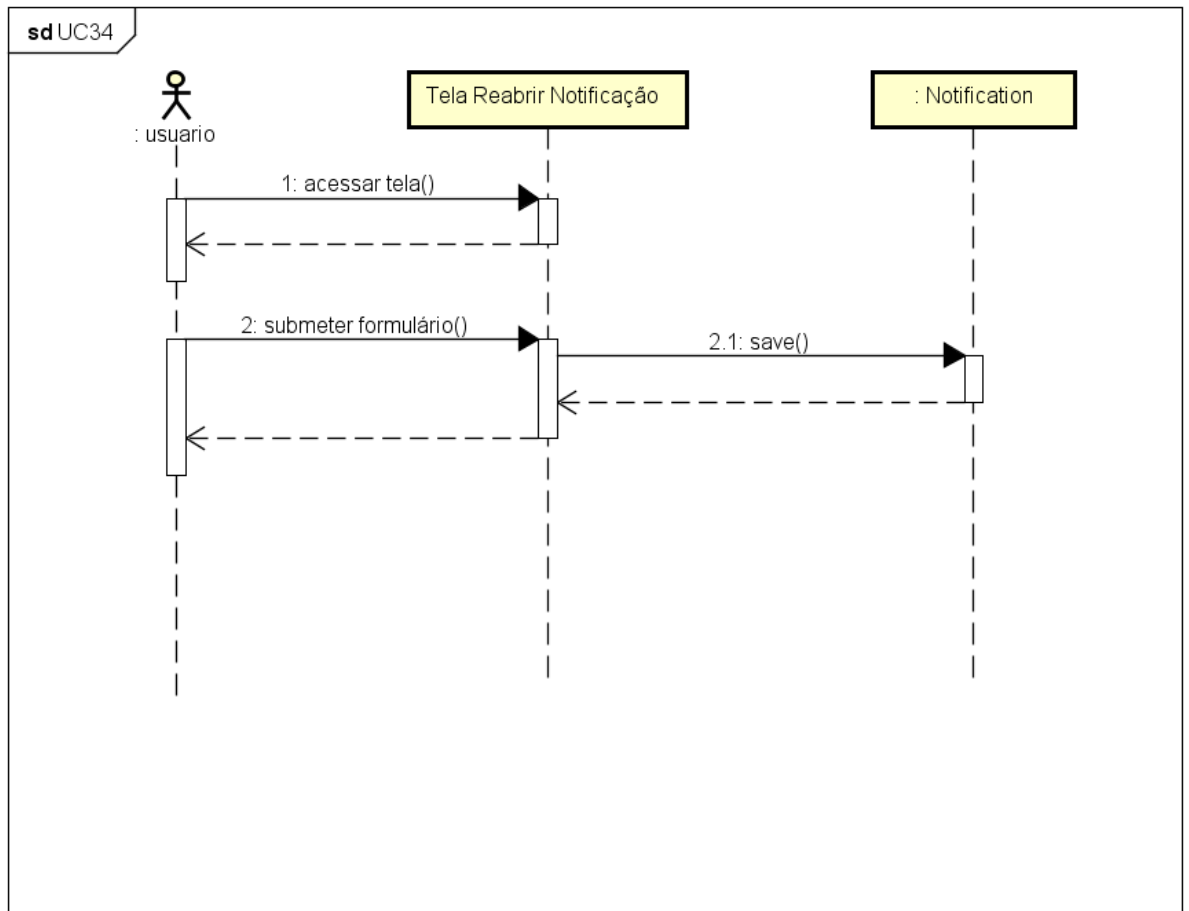 sd UC34
: usuario
Tela Reabrir Notificação
: Notification
1: acessar tela()
2: submeter formulário()
2.1: save()